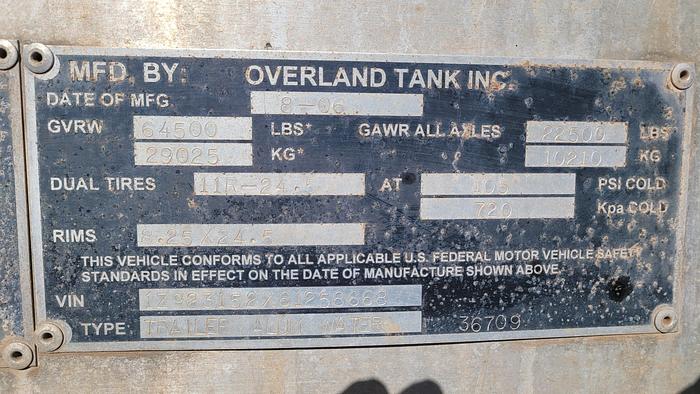 MFD. BY: OVERLAND TANK INC.
DATE OF MFG. 8-06
GVRW 64500 LBS* GAWR ALL AXLES 22500 LBS
29025 KG* 10210 KG
DUAL TIRES 11R-24.5 AT 105 PSI COLD
720 Kpa COLD
RIMS 8.25X24.5
THIS VEHICLE CONFORMS TO ALL APPLICABLE U.S. FEDERAL MOTOR VEHICLE SAFETY
STANDARDS IN EFFECT ON THE DATE OF MANUFACTURE SHOWN ABOVE.
VIN
TYPE TRAILER ALUM WATER 36709